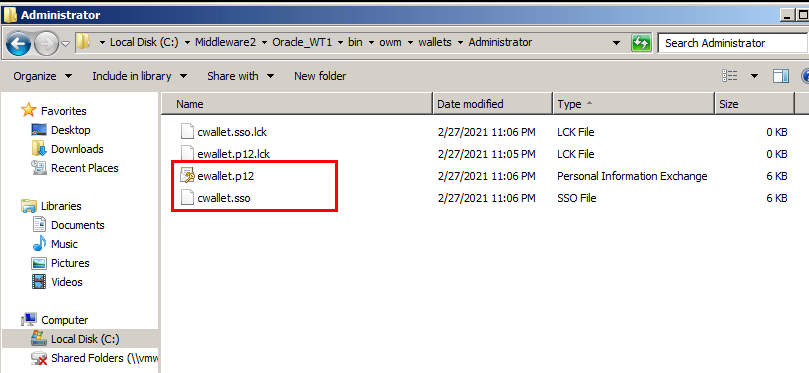 Administrator
Local Disk (C:) Middleware2 Oracle_WT1 bin owm wallets Administrator Search Administrator
Organize Include in library Share with New folder
Favorites
Desktop
Downloads
Recent Places
Libraries
Documents
Music
Pictures
Videos
Computer
Local Disk (C:)
Shared Folders (\\vmw
Name Date modified Type Size
cwallet.sso.lck 2/27/2021 11:06 PM LCK File 0 KB
ewallet.p12.lck 2/27/2021 11:05 PM LCK File 0 KB
ewallet.p12 2/27/2021 11:06 PM Personal Information Exchange 6 KB
cwallet.sso 2/27/2021 11:06 PM SSO File 6 KB